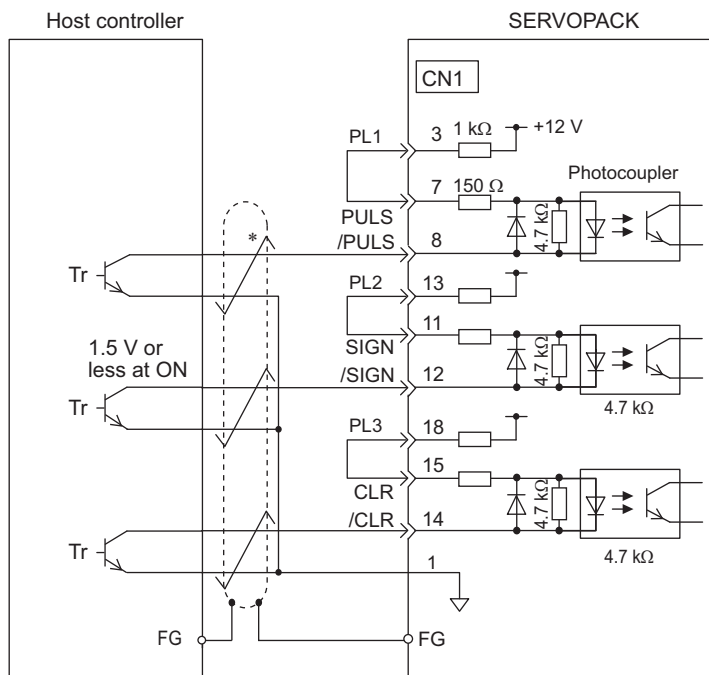 Host controller
SERVOPACK
CN1
PL1
3
1 kΩ
+12 V
Photocoupler
7
150 Ω
PULS
*
/PULS
8
4.7 kΩ
Tr
PL2
13
11
SIGN
1.5 V or
less at ON
/SIGN
12
4.7 kΩ
Tr
4.7 kΩ
PL3
18
15
CLR
/CLR
14
4.7 kΩ
Tr
1
4.7 kΩ
FG
FG